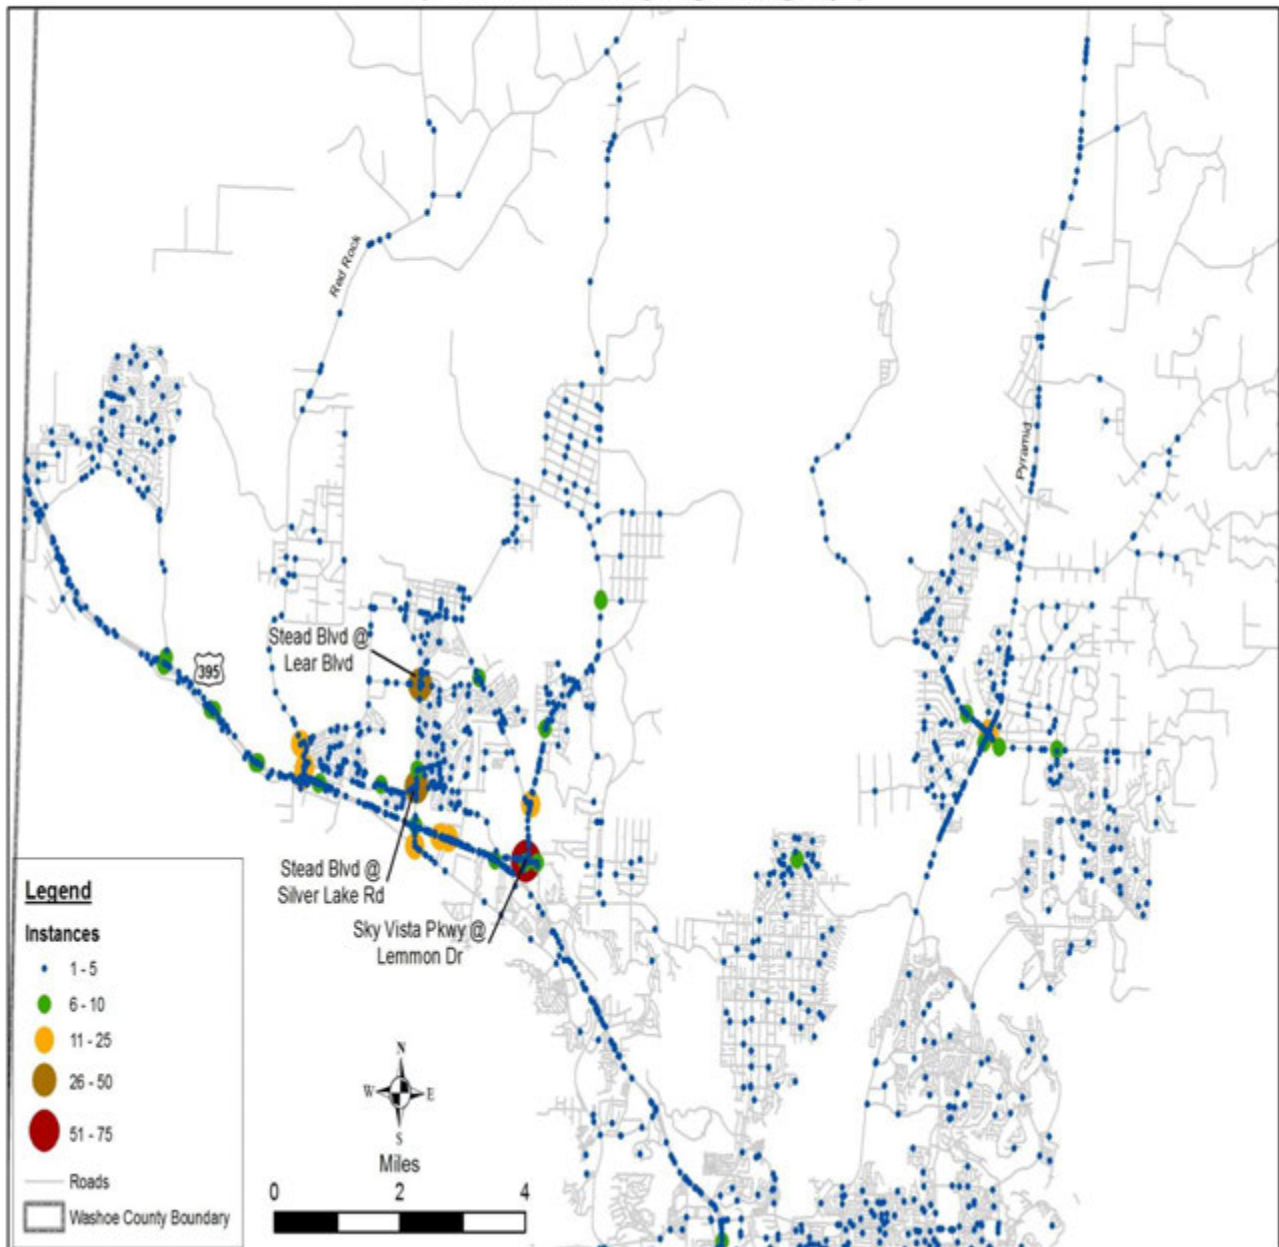 Red Rock
Pyramid
395
Stead Blvd @
Lear Blvd
Stead Blvd @
Silver Lake Rd
Sky Vista Pkwy @
Lemmon Dr
Legend
Instances
1 - 5
6 - 10
11 - 25
26 - 50
51 - 75
Roads
Washoe County Boundary
N
W E
S
Miles
0 2 4